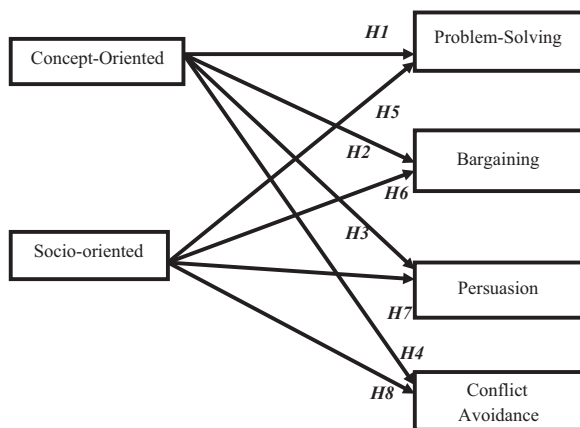 H1
Problem-Solving
Concept-Oriented
H5
H2
Bargaining
H6
H3
Socio-oriented
Persuasion
H7
H4
H8
Conflict
Avoidance